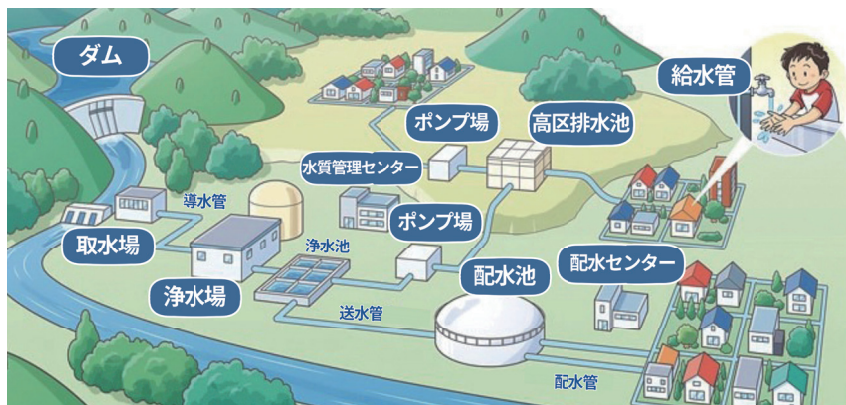 ダム
給水管
ポンプ場
高区排水池
水質管理センター
導水管
取水場
ポンプ場
浄水池
配水池
配水センター
浄水場
送水管
配水管